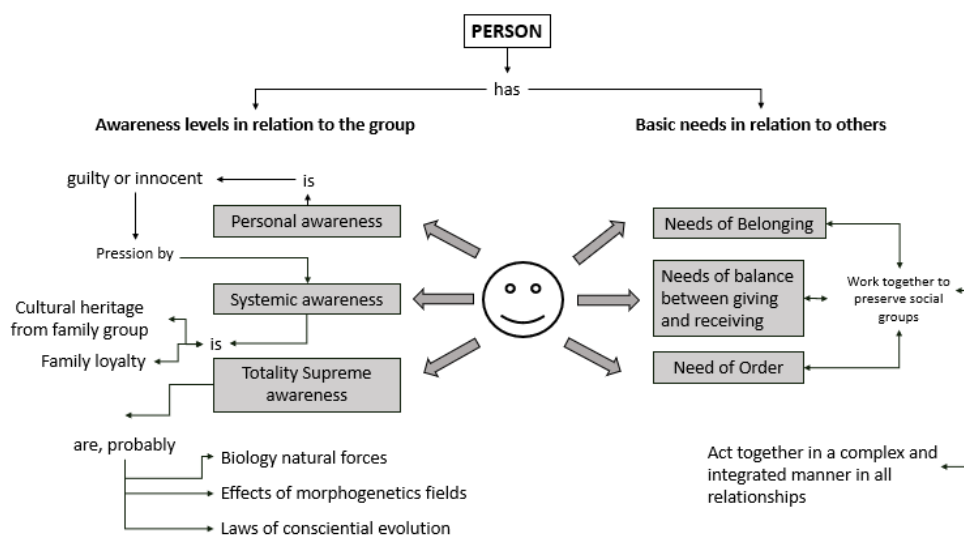 PERSON
has
Awareness levels in relation to the group
Basic needs in relation to others
guilty or innocent
is
Personal awareness
Pression by
Systemic awareness
Cultural heritage
from family group
is
Family loyalty
Totality Supreme
awareness
are, probably
Biology natural forces
Effects of morphogenetics fields
Laws of consciential evolution
Needs of Belonging
Needs of balance
between giving
and receiving
Work together to
preserve social
groups
Need of Order
Act together in a complex and
integrated manner in all
relationships